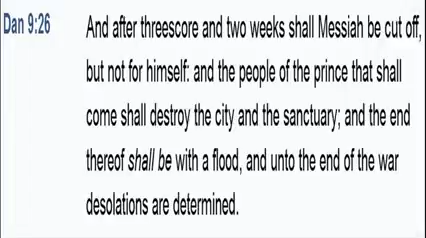 Dan 9:26 And after threescore and two weeks shall Messiah be cut off,
but not for himself: and the people of the prince that shall
come shall destroy the city and the sanctuary; and the end
thereof shall be with a flood, and unto the end of the war
desolations are determined.